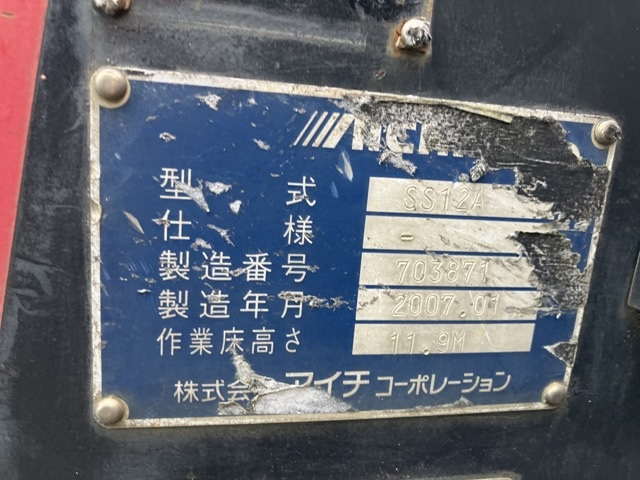 型式 SS12A
仕様 -
製造番号 703871
製造年月 2007.01
作業床高さ 11.9M
株式会社アイチコーポレーション